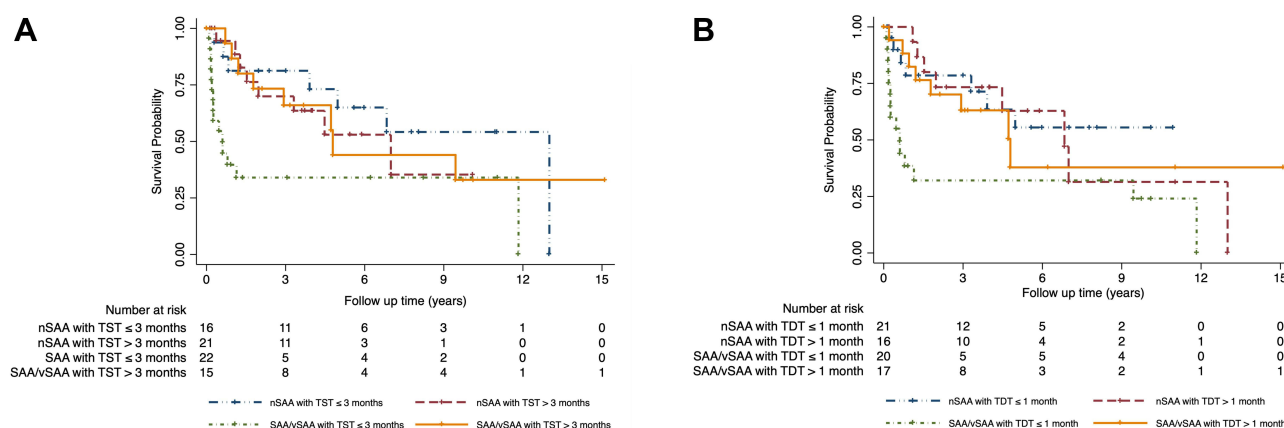 A
Survival Probability
1.00
0.75
0.50
0.25
0.00
0 3 6 9 12 15
Follow up time (years)
Number at risk
nSAA with TST ≤ 3 months 16 11 6 3 1 0
nSAA with TST > 3 months 21 11 3 1 0 0
SAA with TST ≤ 3 months 22 5 4 2 0 0
SAA/vSAA with TST > 3 months 15 8 4 4 1 1
nSAA with TST ≤ 3 months nSAA with TST > 3 months
SAA/vSAA with TST ≤ 3 months SAA/vSAA with TST > 3 months
B
Survival Probability
1.00
0.75
0.50
0.25
0.00
0 3 6 9 12 15
Follow up time (years)
Number at risk
nSAA with TDT ≤ 1 month 21 12 5 2 0 0
nSAA with TDT > 1 month 16 10 4 2 1 0
SAA/vSAA with TDT ≤ 1 month 20 5 5 4 0 0
SAA/vSAA with TDT > 1 month 17 8 3 2 1 1
nSAA with TDT ≤ 1 month nSAA with TDT > 1 month
SAA/vSAA with TDT ≤ 1 month SAA/vSAA with TDT > 1 month